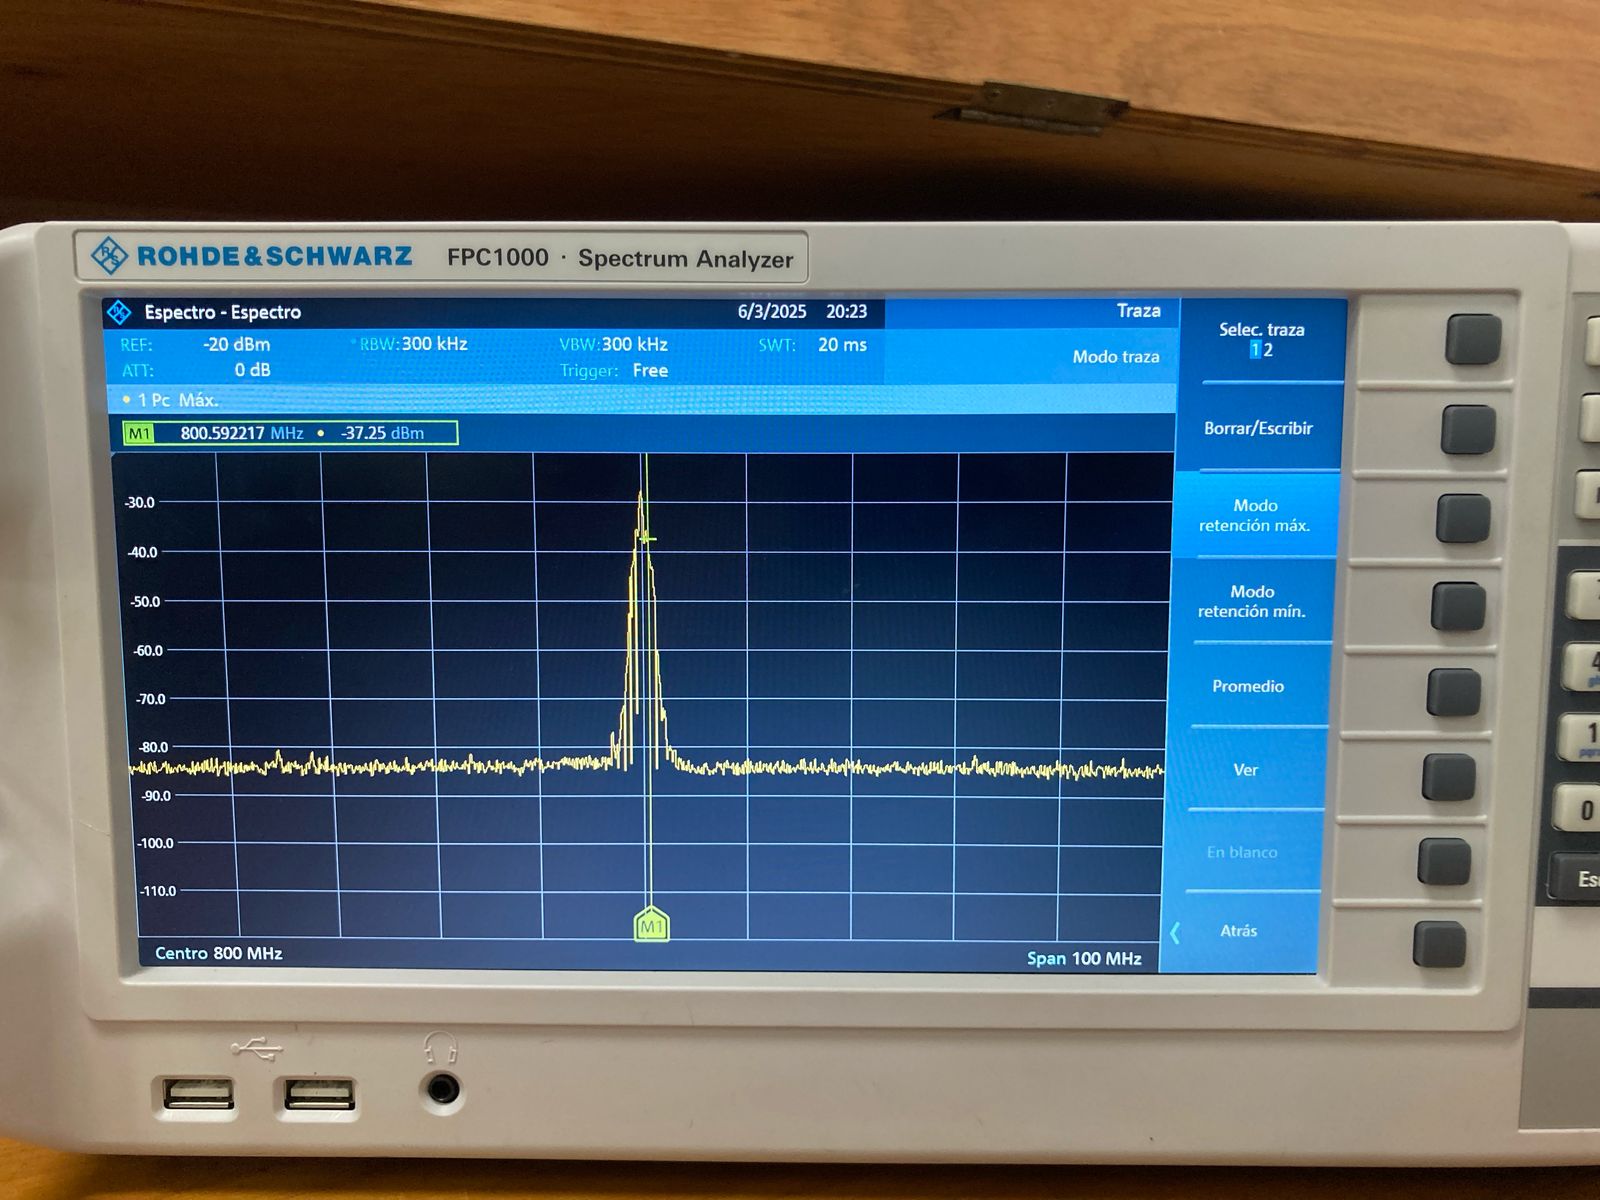 ROHDE&SCHWARZ FPC1000 · Spectrum Analyzer
Espectro - Espectro 6/3/2025 20:23 Traza
REF: -20 dBm RBW: 300 kHz VBW: 300 kHz SWT: 20 ms
ATT: 0 dB Trigger: Free
Modo traza
1 Pc Máx.
M1 800.592217 MHz • -37.25 dBm
-30.0
-40.0
-50.0
-60.0
-70.0
-80.0
-90.0
-100.0
-110.0
M1
Centro 800 MHz Span 100 MHz
Selec. traza
1 2
Borrar/Escribir
Modo
retención máx.
Modo
retención mín.
Promedio
Ver
En blanco
Atrás
4
1
0